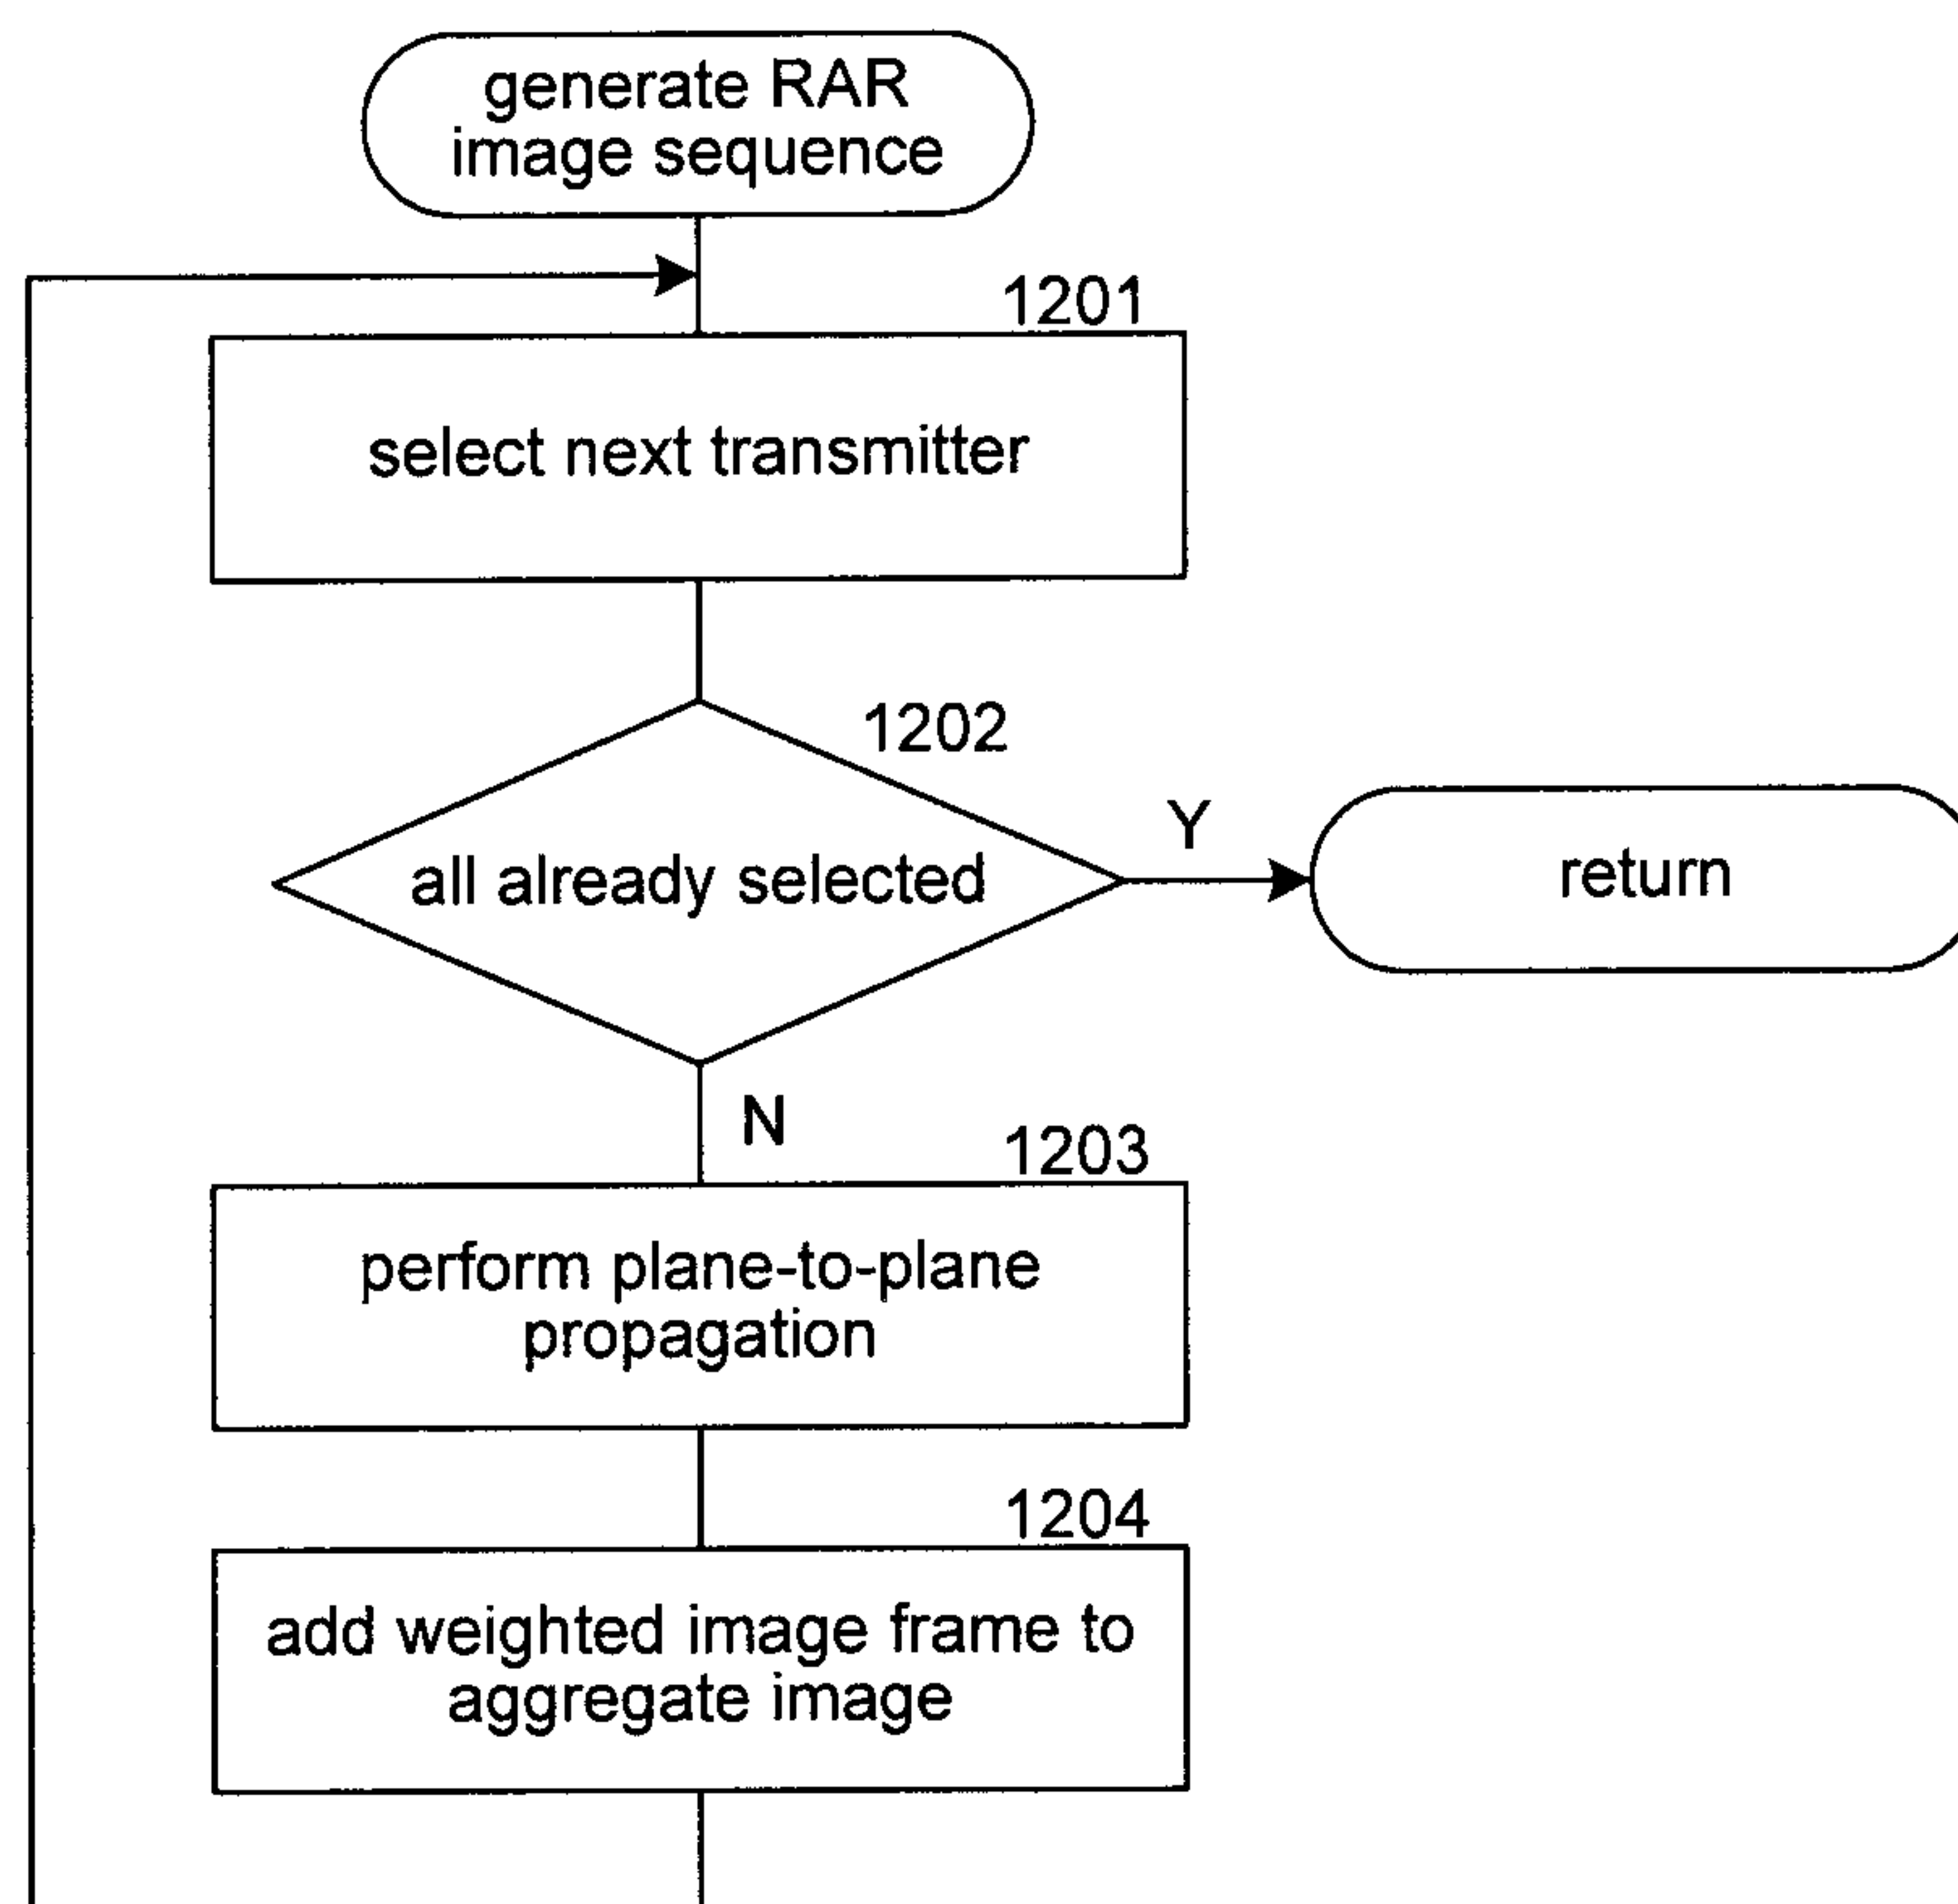 generate RAR
image sequence
1201
select next transmitter
1202
all already selected
Y
return
N
1203
perform plane-to-plane
propagation
1204
add weighted image frame to
aggregate image